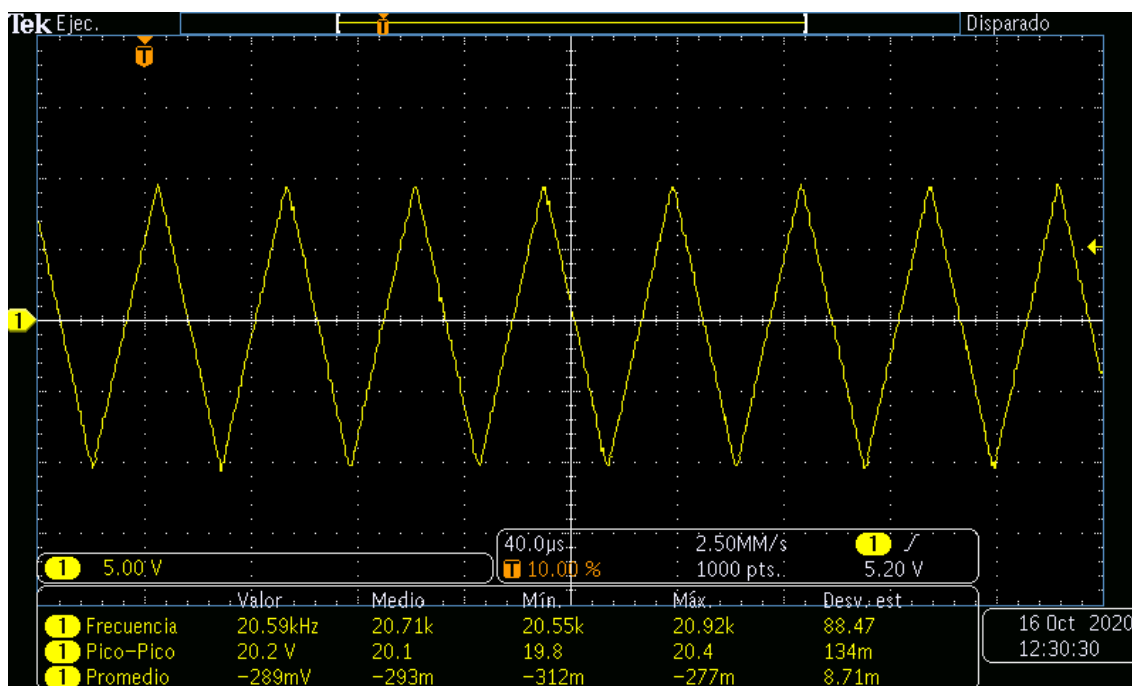 Tek Ejec. Disparado
T
T
1
1 5.00 V
40.0µs 2.50MM/s 1
T 10.00 % 1000 pts. 5.20 V
Valor Medio Mín. Máx. Desv. est
1 Frecuencia 20.59kHz 20.71k 20.55k 20.92k 88.47
1 Pico-Pico 20.2 V 20.1 19.8 20.4 134m
1 Promedio -289mV -293m -312m -277m 8.71m
16 Oct 2020
12:30:30